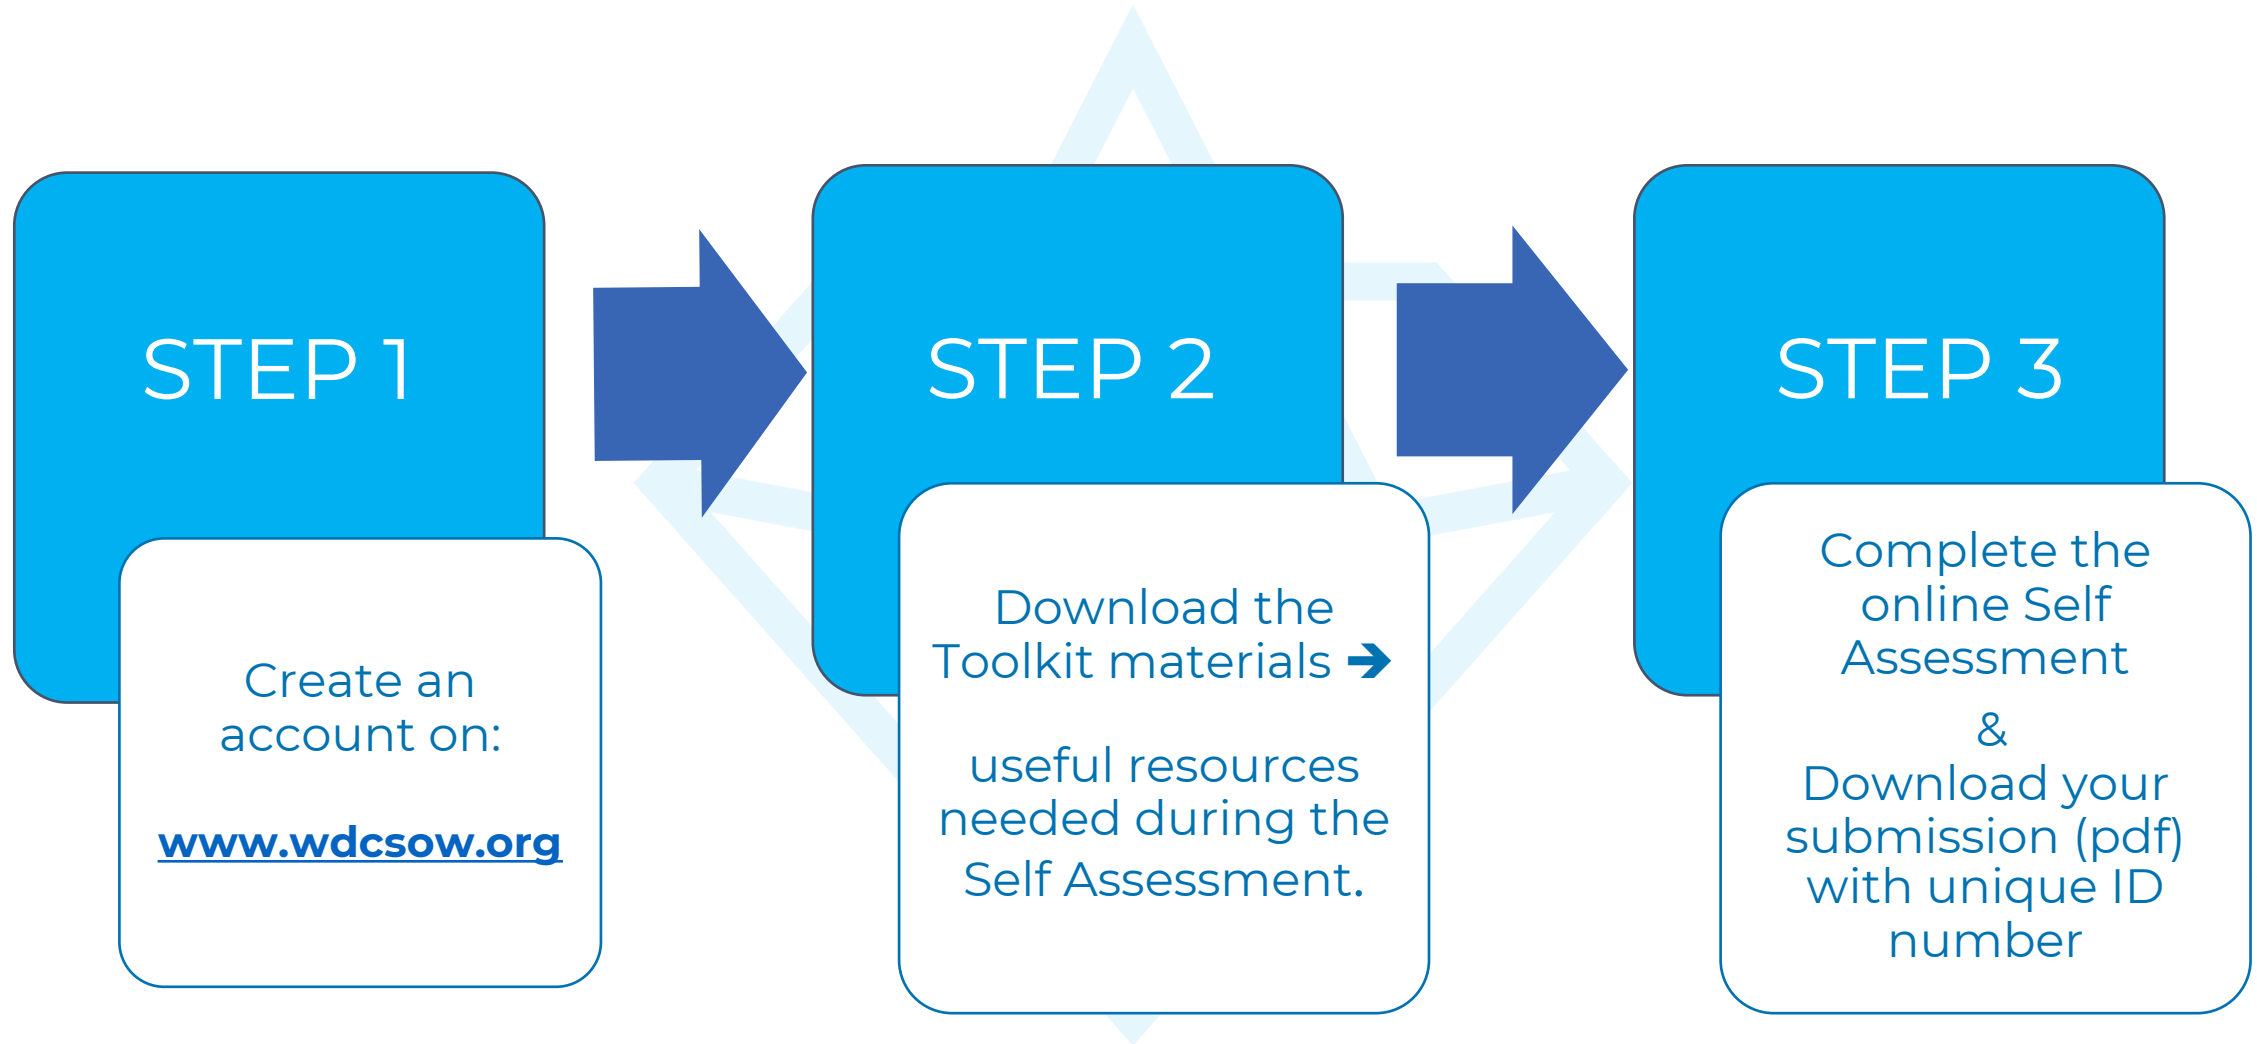 STEP 1
Create an
account on:
www.wdcsow.org
STEP 2
Download the
Toolkit materials ➔
useful resources
needed during the
Self Assessment.
STEP 3
Complete the
online Self
Assessment
&
Download your
submission (pdf)
with unique ID
number